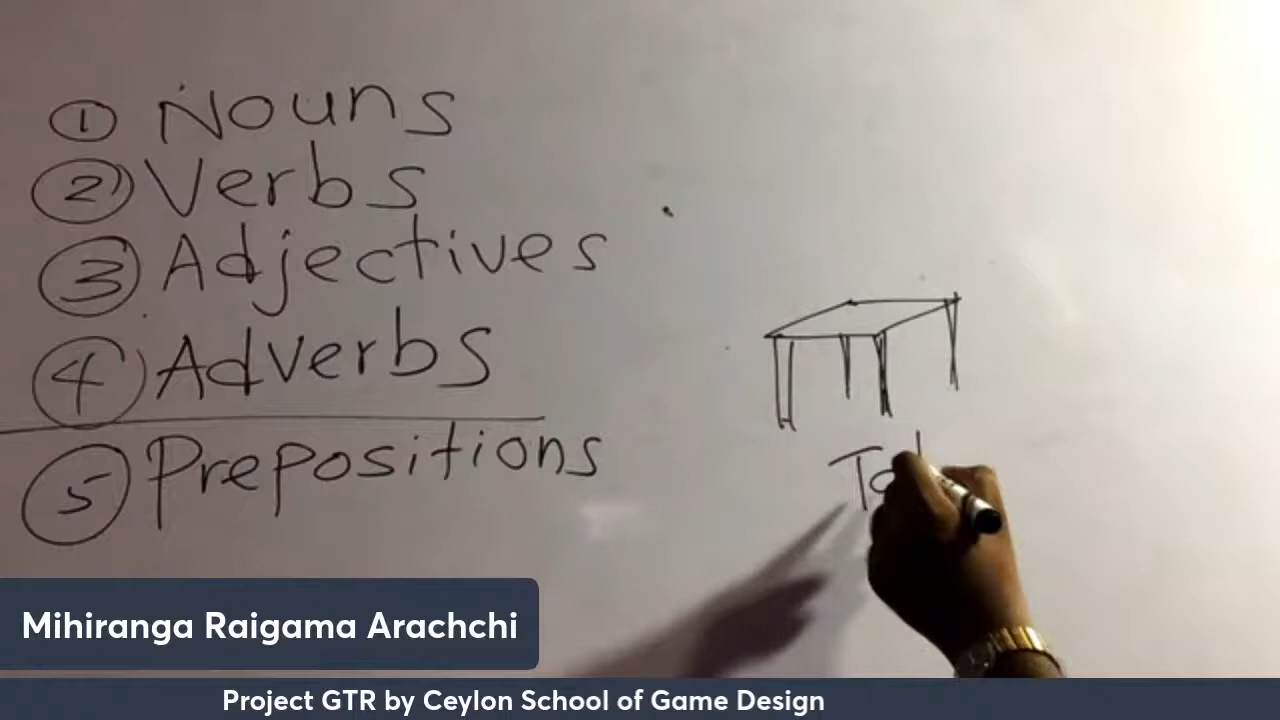 ① Nouns
② Verbs
③ Adjectives
④ Adverbs
⑤ Prepositions
Mihiranga Raigama Arachchi
Project GTR by Ceylon School of Game Design